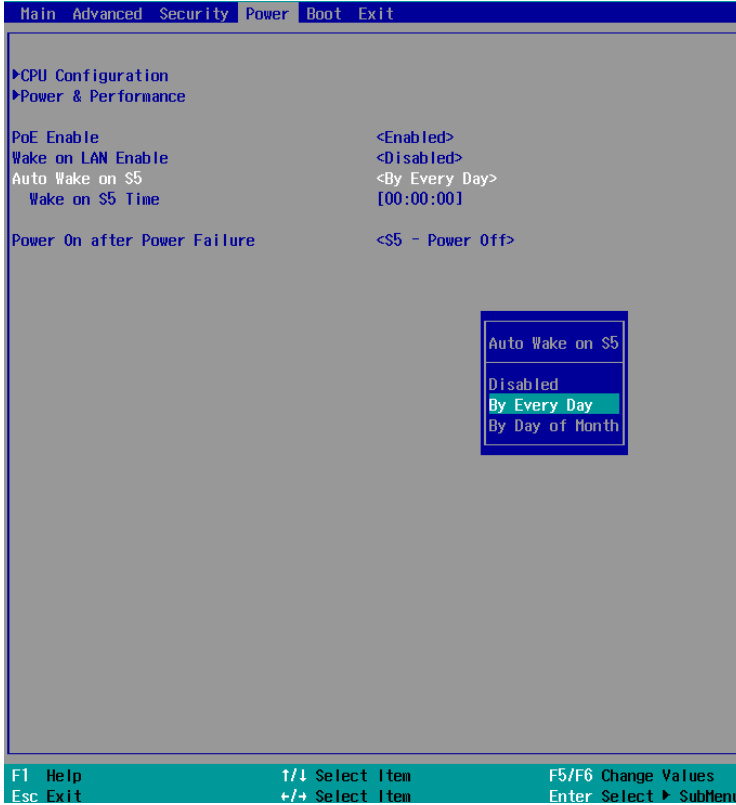 Main Advanced Security Power Boot Exit
▶CPU Configuration
▶Power & Performance
PoE Enable <Enabled>
Wake on LAN Enable <Disabled>
Auto Wake on S5 <By Every Day>
Wake on S5 Time [00:00:00]
Power On after Power Failure <S5 - Power Off>
Auto Wake on S5
Disabled
By Every Day
By Day of Month
F1 Help ↑/↓ Select Item F5/F6 Change Values
Esc Exit ←/→ Select Item Enter Select ▶ SubMenu